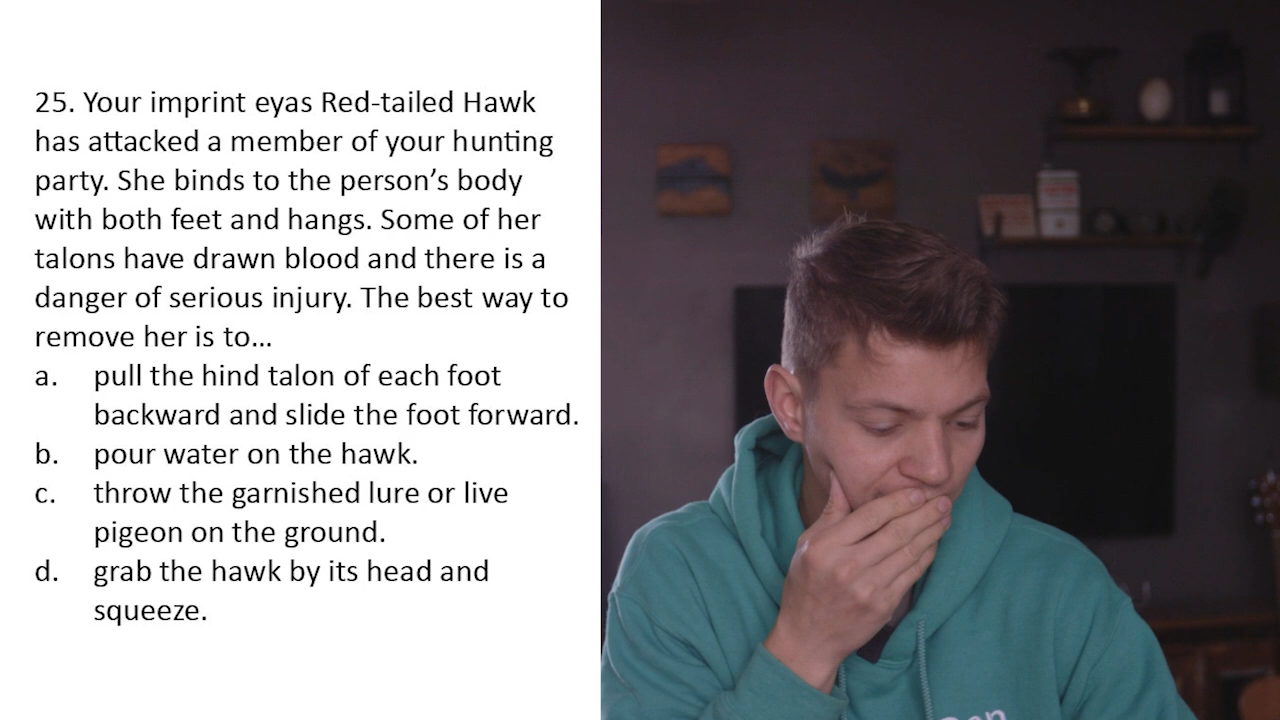 25. Your imprint eyas Red-tailed Hawk
has attacked a member of your hunting
party. She binds to the person's body
with both feet and hangs. Some of her
talons have drawn blood and there is a
danger of serious injury. The best way to
remove her is to...
a. pull the hind talon of each foot
backward and slide the foot forward.
b. pour water on the hawk.
c. throw the garnished lure or live
pigeon on the ground.
d. grab the hawk by its head and
squeeze.